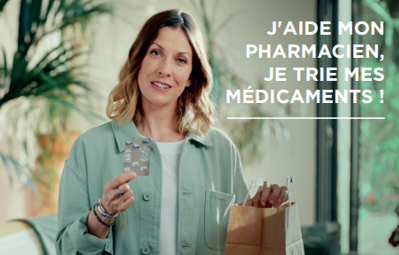 J'AIDE MON
PHARMACIEN,
JE TRIE MES
MÉDICAMENTS !